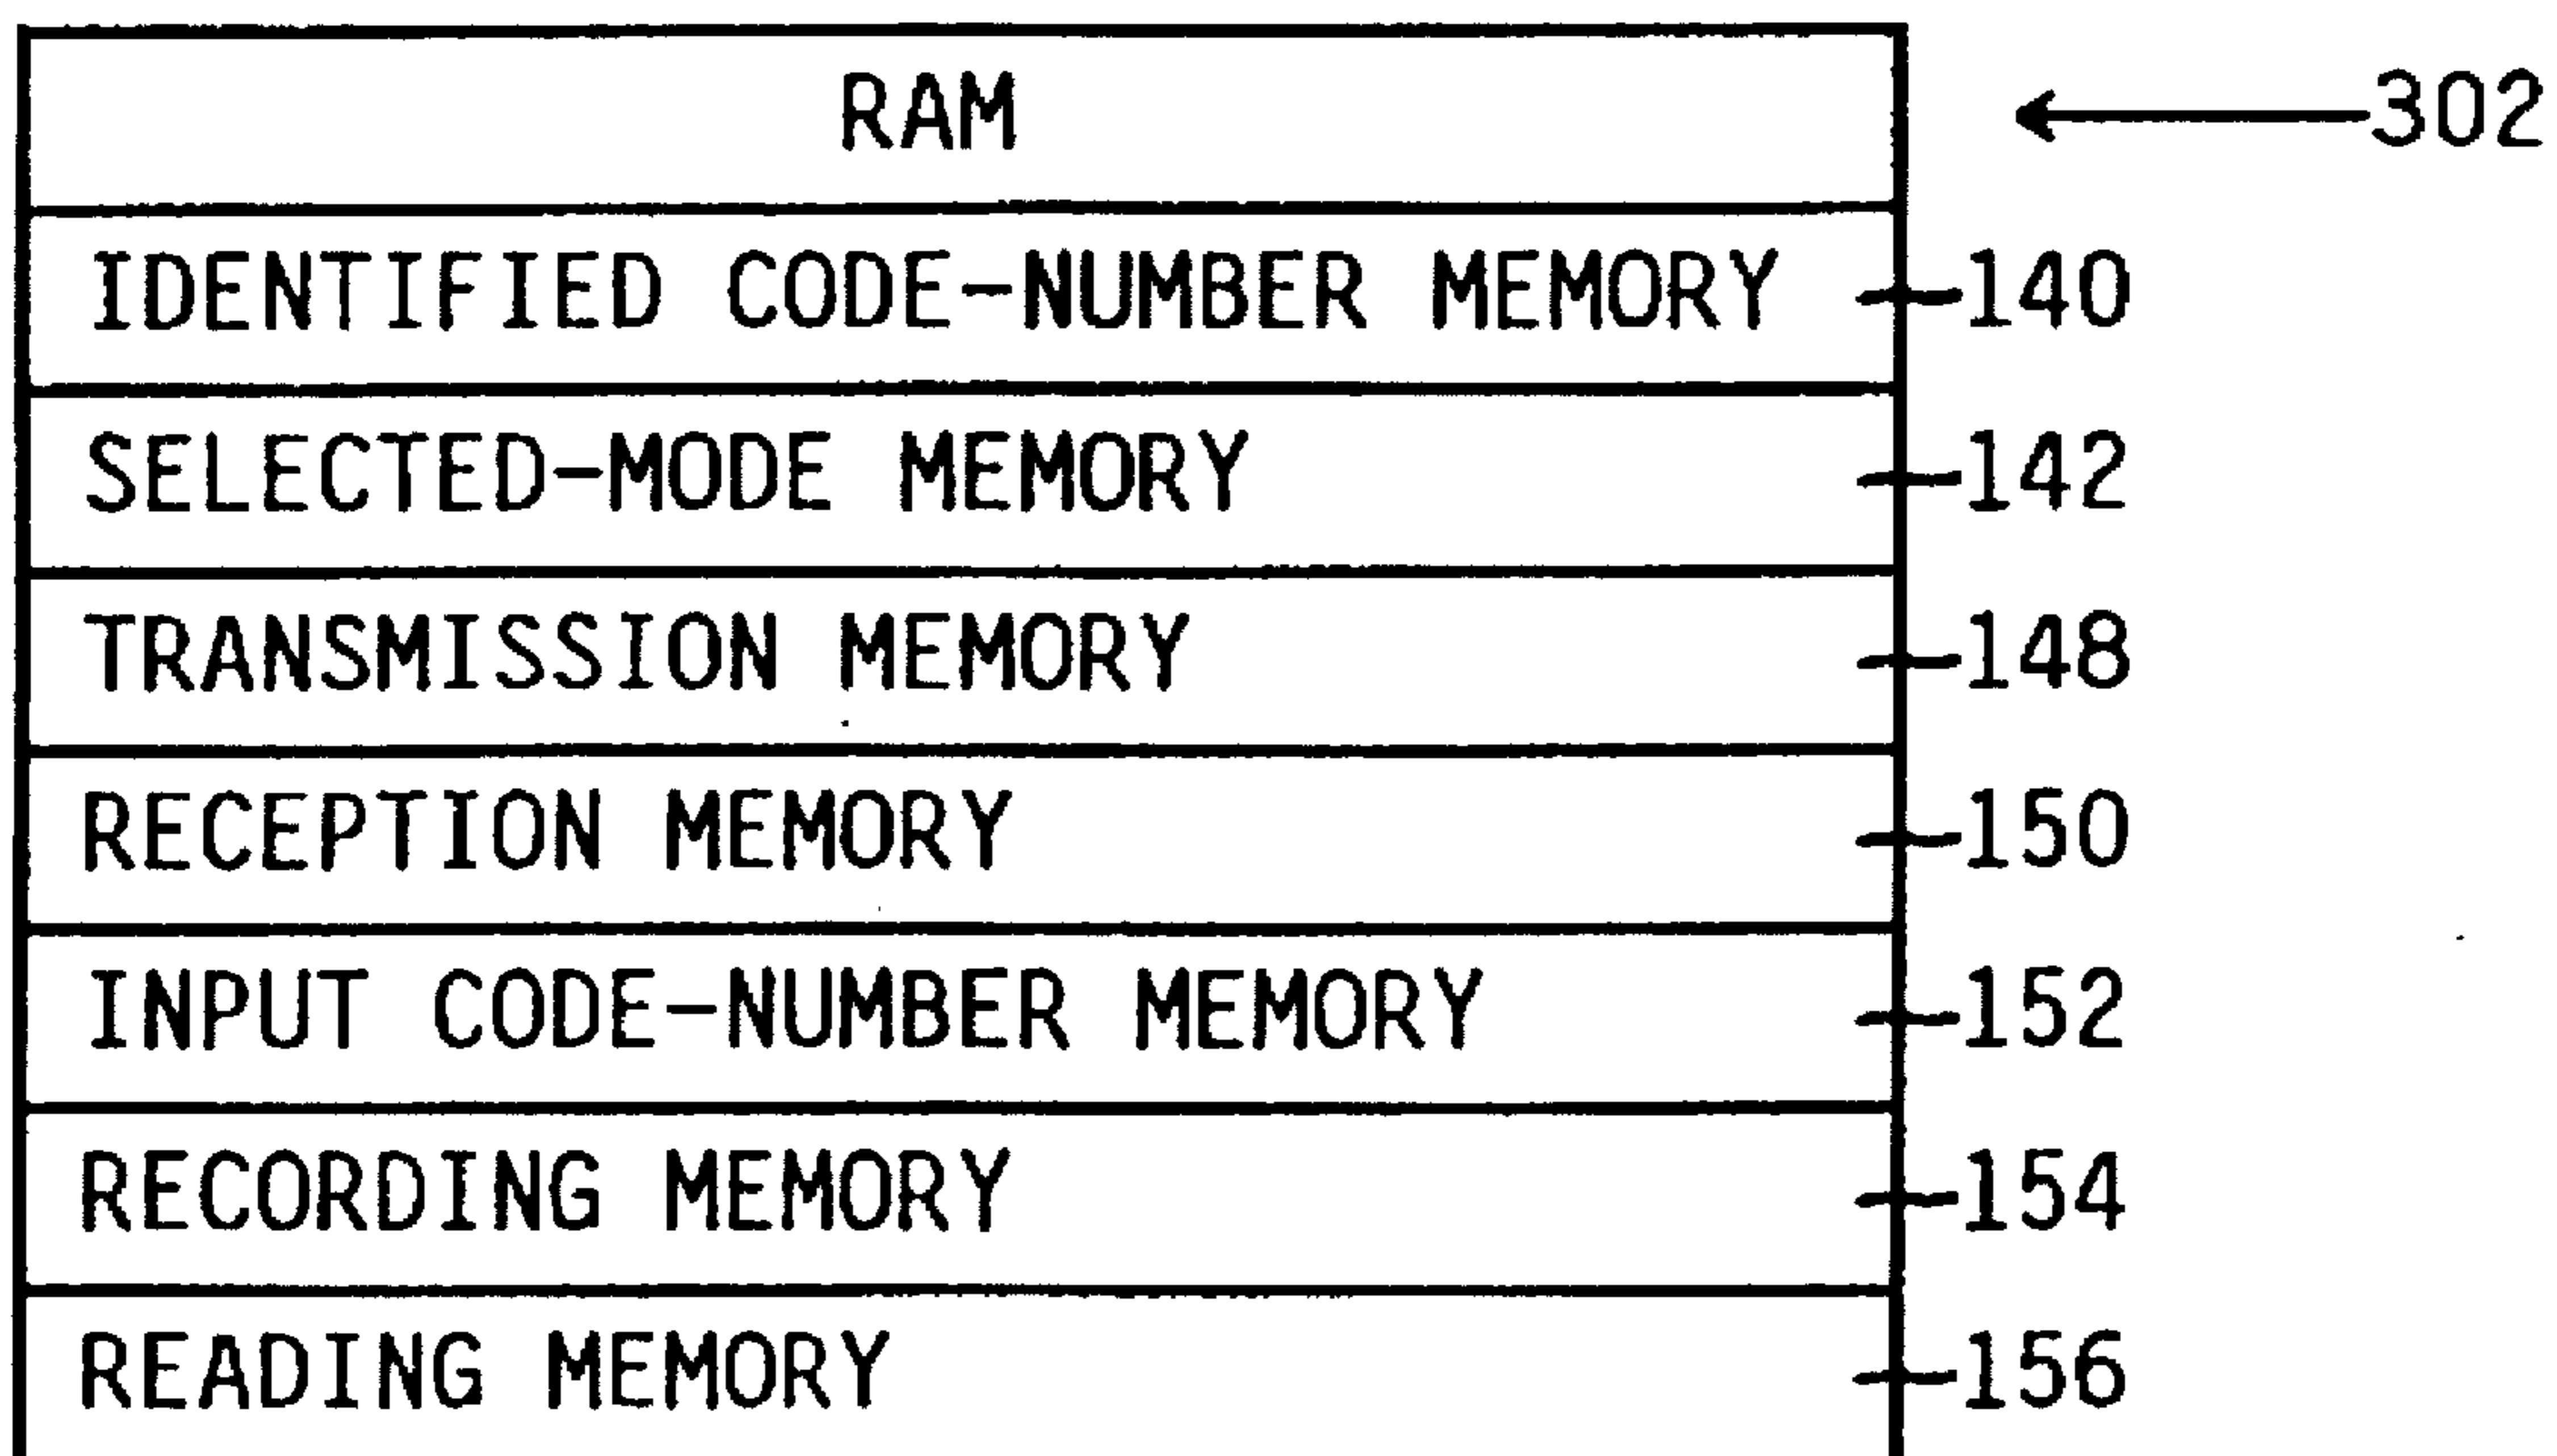 RAM 302
IDENTIFIED CODE-NUMBER MEMORY 140
SELECTED-MODE MEMORY 142
TRANSMISSION MEMORY 148
RECEPTION MEMORY 150
INPUT CODE-NUMBER MEMORY 152
RECORDING MEMORY 154
READING MEMORY 156